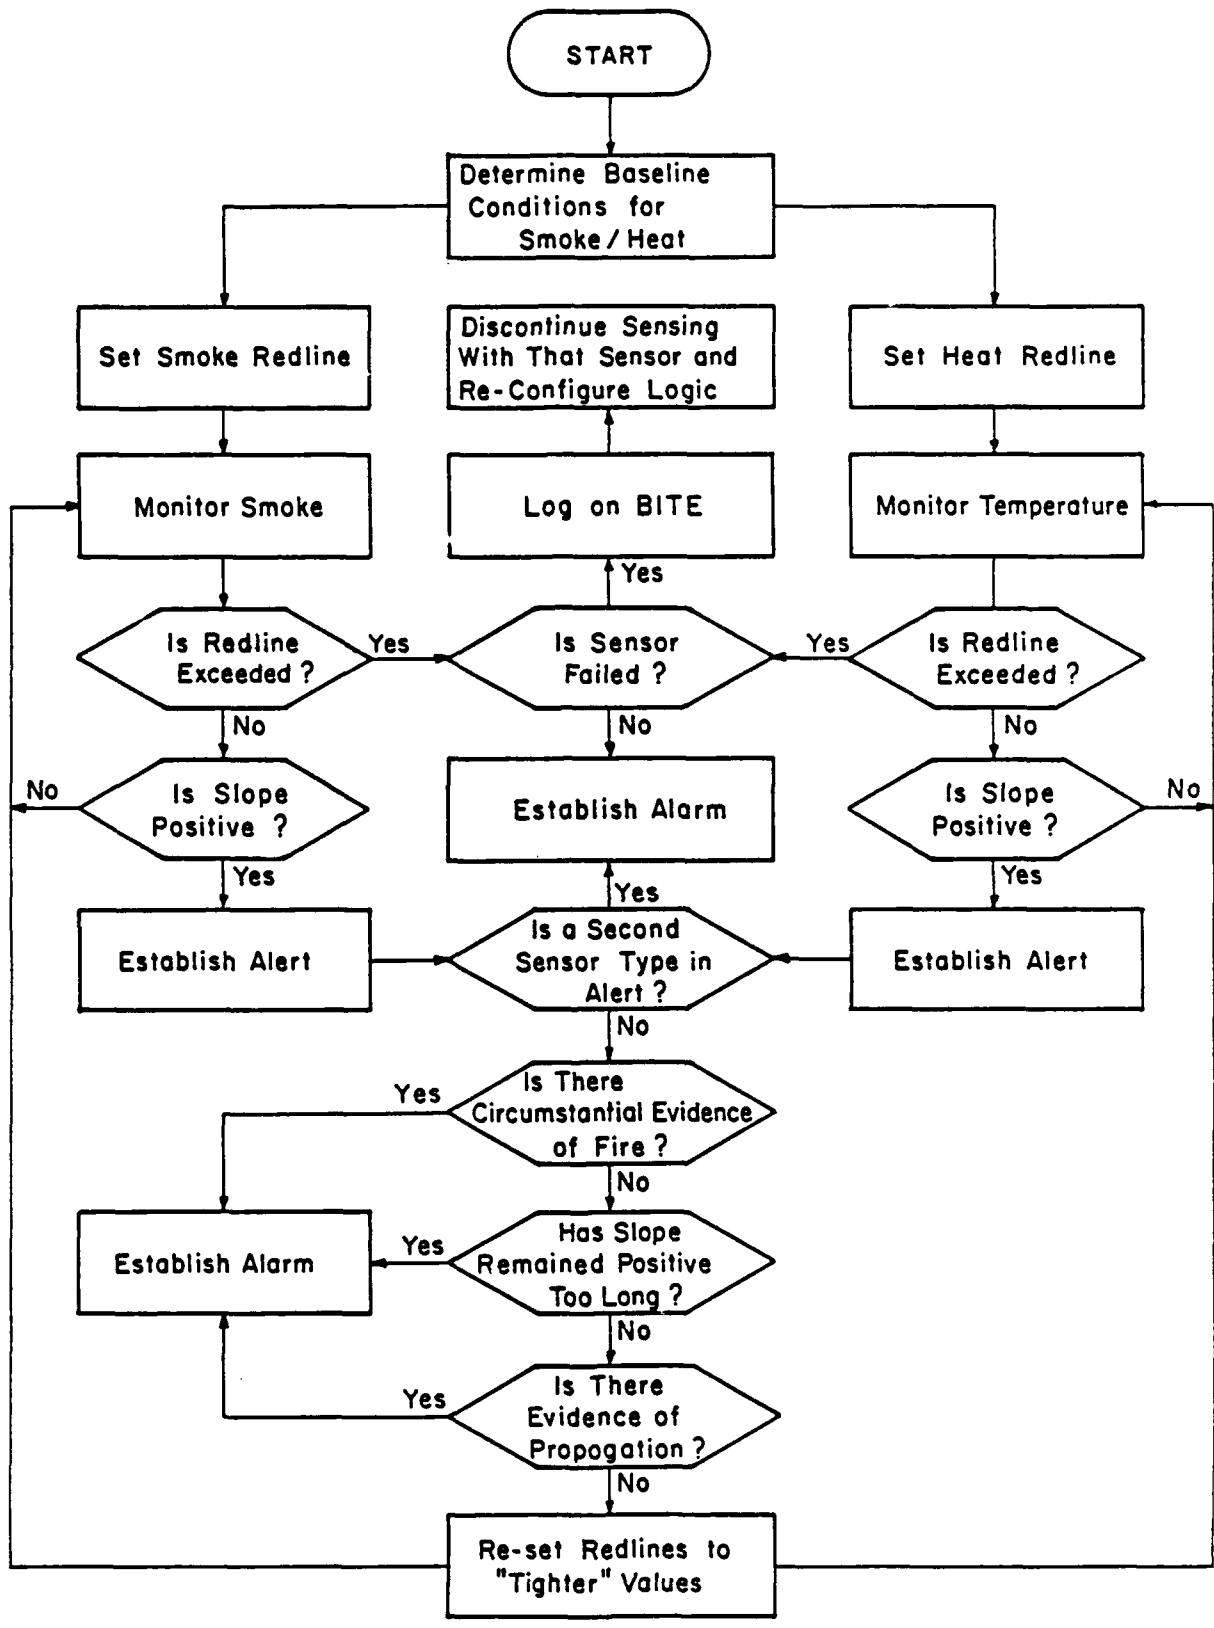 START
Determine Baseline
Conditions for
Smoke/Heat
Set Smoke Redline
Discontinue Sensing
With That Sensor and
Re-Configure Logic
Set Heat Redline
Monitor Smoke
Log on BITE
Monitor Temperature
Yes
Is Redline
Exceeded?
Yes
Is Sensor
Failed?
Yes
Is Redline
Exceeded?
No
No
No
No
Is Slope
Positive?
Establish Alarm
Is Slope
Positive?
No
Yes
Yes
Yes
Establish Alert
Is a Second
Sensor Type in
Alert?
Establish Alert
No
Yes
Is There
Circumstantial Evidence
of Fire?
No
Establish Alarm
Yes
Has Slope
Remained Positive
Too Long?
No
Yes
Is There
Evidence of
Propogation?
No
Re-set Redlines to
"Tighter" Values